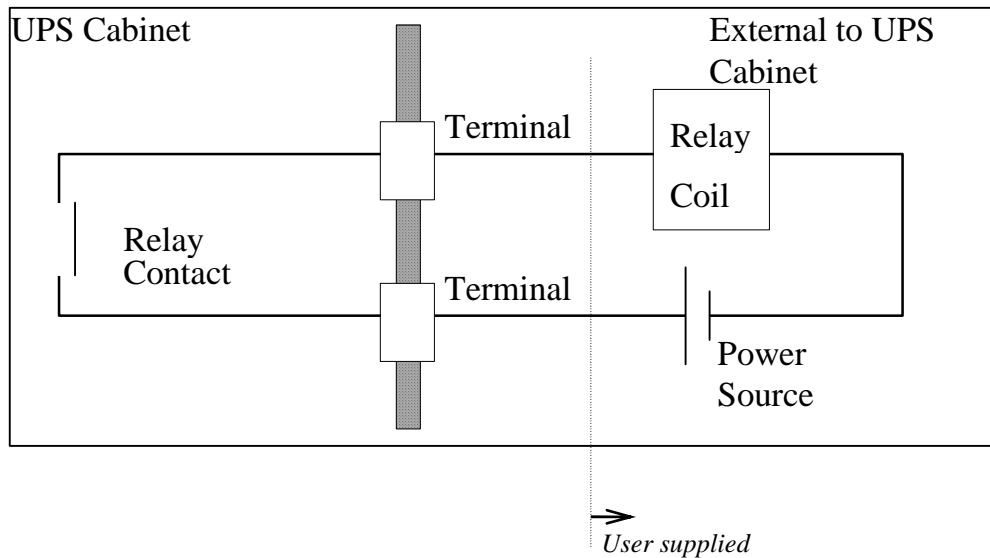 UPS Cabinet
External to UPS
Cabinet
Terminal
Relay
Coil
Relay
Contact
Terminal
Power
Source
User supplied